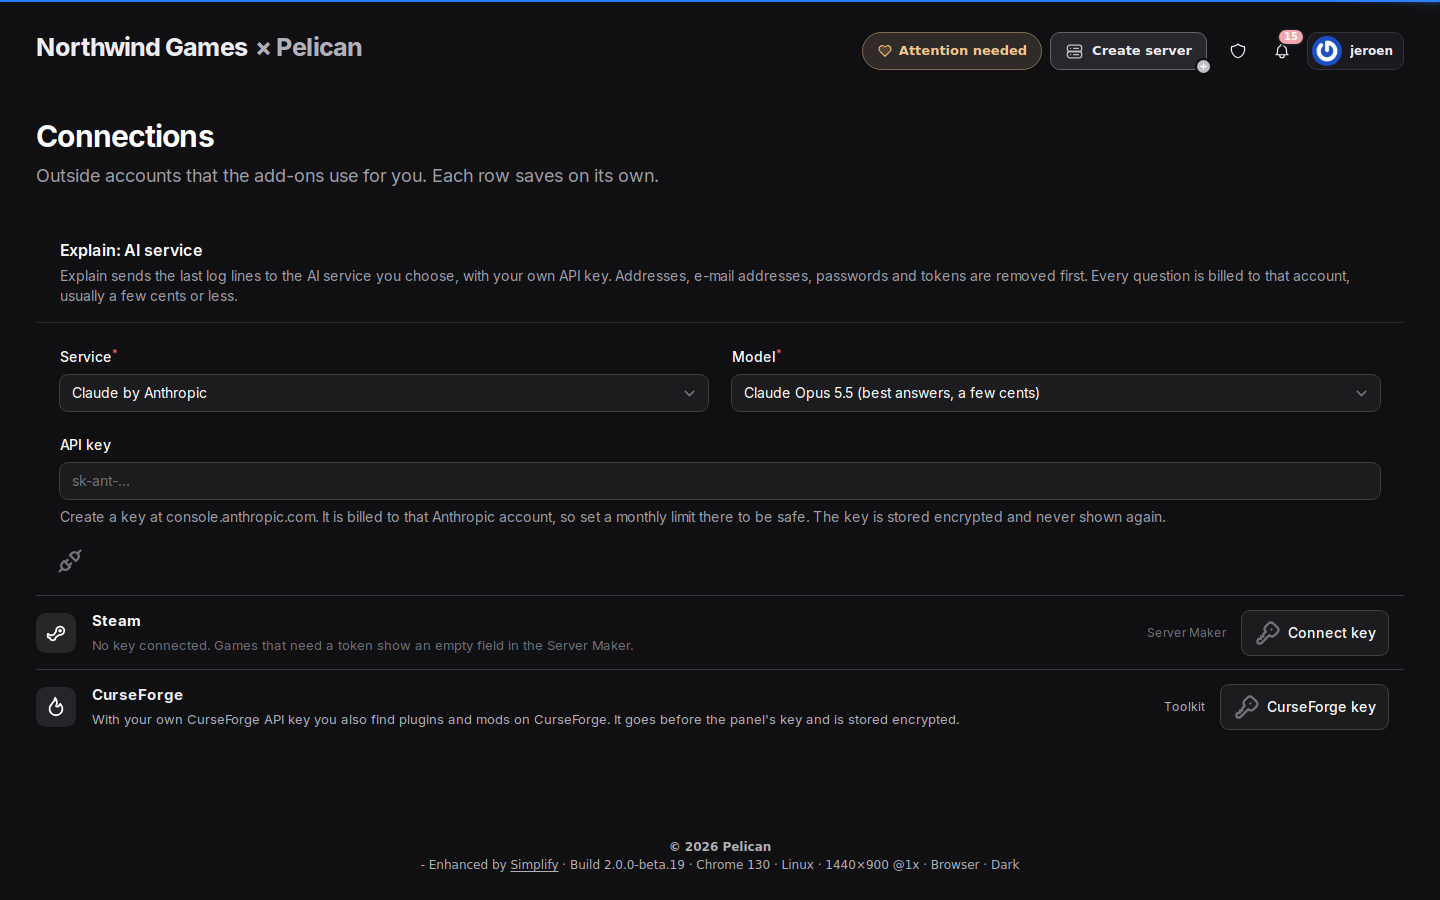 Northwind Games × Pelican
Attention needed
Create server
15
jeroen
Connections
Outside accounts that the add-ons use for you. Each row saves on its own.
Explain: AI service
Explain sends the last log lines to the AI service you choose, with your own API key. Addresses, e-mail addresses, passwords and tokens are removed first. Every question is billed to that account,
usually a few cents or less.
Service*
Model*
Claude by Anthropic
Claude Opus 5.5 (best answers, a few cents)
API key
sk-ant-...
Create a key at console.anthropic.com. It is billed to that Anthropic account, so set a monthly limit there to be safe. The key is stored encrypted and never shown again.
Steam
No key connected. Games that need a token show an empty field in the Server Maker.
Server Maker
Connect key
CurseForge
With your own CurseForge API key you also find plugins and mods on CurseForge. It goes before the panel's key and is stored encrypted.
Toolkit
CurseForge key
© 2026 Pelican
- Enhanced by Simplify · Build 2.0.0-beta.19 · Chrome 130 · Linux · 1440×900 @1x · Browser · Dark